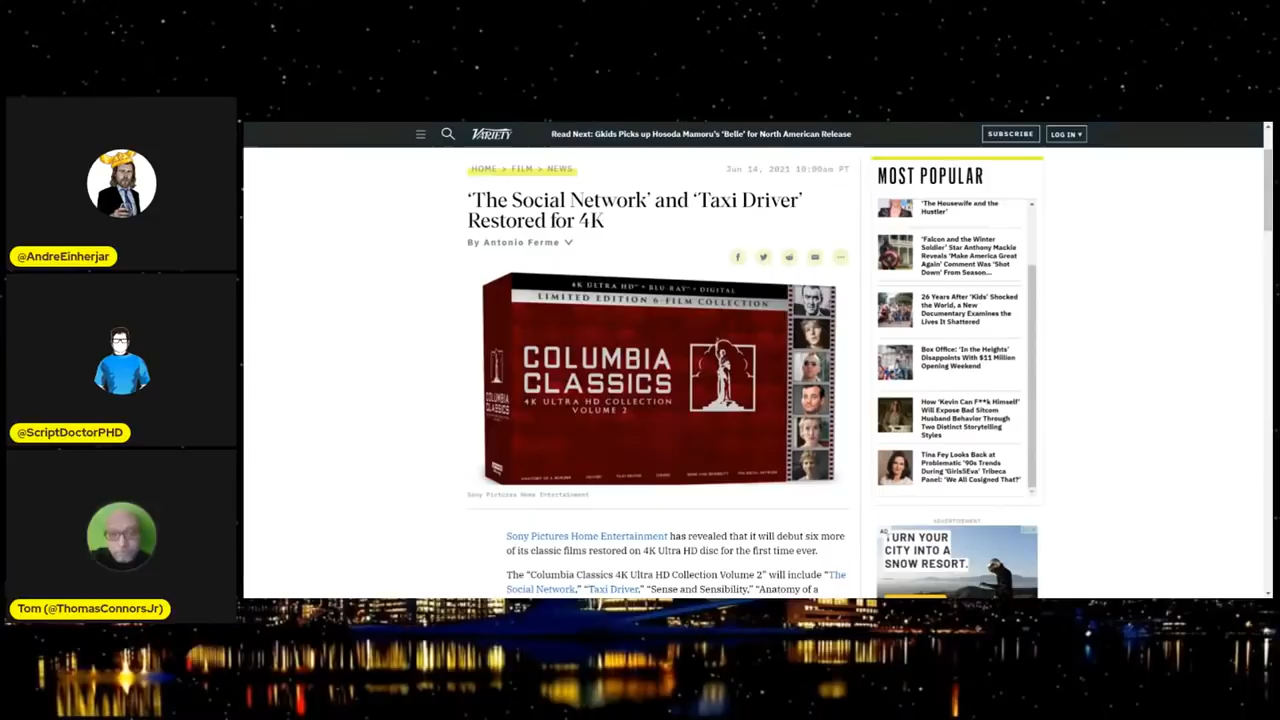 @AndreEinherjar
@ScriptDoctorPHD
Tom (@ThomasConnorsJr)
VARIETY
Read Next: Gkids Picks up Hosoda Mamoru's 'Belle' for North American Release
SUBSCRIBE
LOG IN
HOME > FILM > NEWS
Jun 14, 2021 10:00am PT
'The Social Network' and 'Taxi Driver'
Restored for 4K
By Antonio Ferme
4K ULTRA HD • BLU-RAY • DIGITAL
LIMITED EDITION 6-FILM COLLECTION
COLUMBIA
CLASSICS
4K ULTRA HD COLLECTION
VOLUME 2
COLUMBIA
CLASSICS
Sony Pictures Home Entertainment
Sony Pictures Home Entertainment has revealed that it will debut six more
of its classic films restored on 4K Ultra HD disc for the first time ever.
The “Columbia Classics 4K Ultra HD Collection Volume 2” will include “The
Social Network,” “Taxi Driver,” “Sense and Sensibility,” “Anatomy of a
MOST POPULAR
'The Housewife and the
Hustler'
'Falcon and the Winter
Soldier' Star Anthony Mackie
Reveals 'Make America Great
Again' Comment Was 'Shot
Down' From Season...
26 Years After 'Kids' Shocked
the World, a New
Documentary Examines the
Lives It Shattered
Box Office: 'In the Heights'
Disappoints With $11 Million
Opening Weekend
How 'Kevin Can F**k Himself'
Will Expose Bad Sitcom
Husband Behavior Through
Two Distinct Storytelling
Styles
Tina Fey Looks Back at
Problematic '90s Trends
During 'Girls5Eva' Tribeca
Panel: 'We All Cosigned That?'
ADVERTISEMENT
AD
TURN YOUR
CITY INTO A
SNOW RESORT.